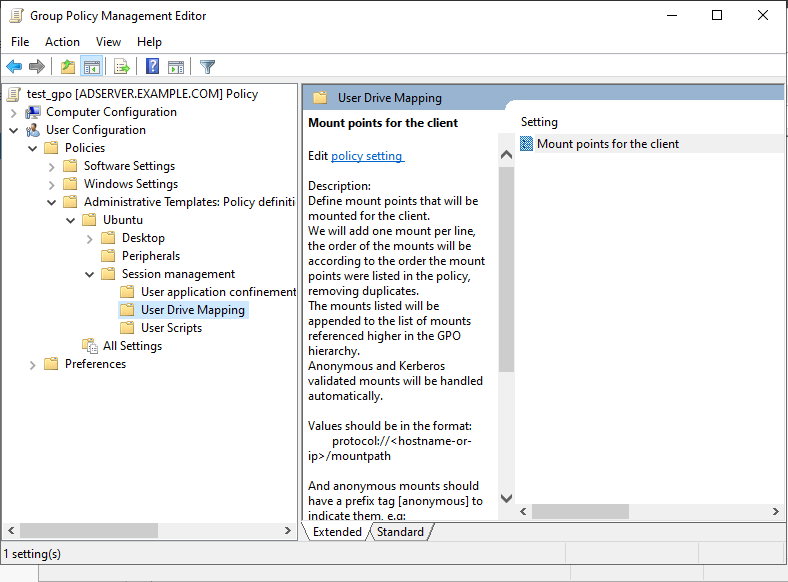 Group Policy Management Editor
File Action View Help
test_gpo [ADSERVER.EXAMPLE.COM] Policy
Computer Configuration
User Configuration
Policies
Software Settings
Windows Settings
Administrative Templates: Policy definiti
Ubuntu
Desktop
Peripherals
Session management
User application confinement
User Drive Mapping
User Scripts
All Settings
Preferences
User Drive Mapping
Mount points for the client
Edit policy setting
Description:
Define mount points that will be
mounted for the client.
We will add one mount per line,
the order of the mounts will be
according to the order the mount
points were listed in the policy,
removing duplicates.
The mounts listed will be
appended to the list of mounts
referenced higher in the GPO
hierarchy.
Anonymous and Kerberos
validated mounts will be handled
automatically.
Values should be in the format:
protocol://<hostname-or-
ip>/mountpath
And anonymous mounts should
have a prefix tag [anonymous] to
indicate them, e.g:
Setting
Mount points for the client
Extended Standard
1 setting(s)